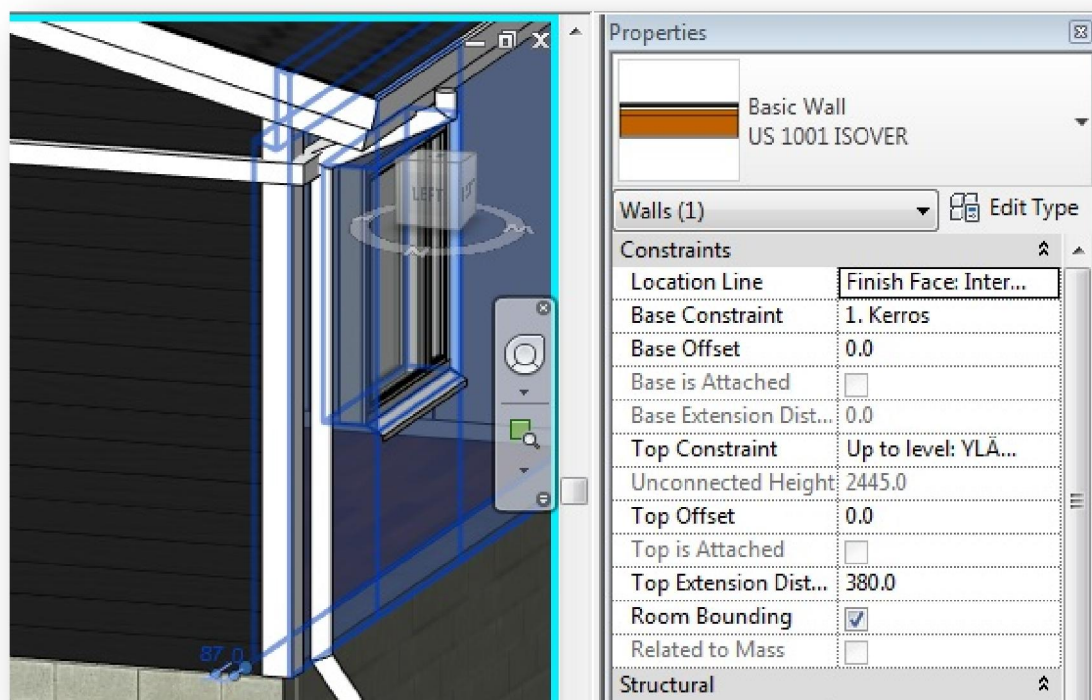 Properties
Basic Wall
US 1001 ISOVER
Walls (1)
Edit Type
Constraints
Location Line Finish Face: Inter...
Base Constraint 1. Kerros
Base Offset 0.0
Base is Attached
Base Extension Dist... 0.0
Top Constraint Up to level: YLÄ...
Unconnected Height 2445.0
Top Offset 0.0
Top is Attached
Top Extension Dist... 380.0
Room Bounding
Related to Mass
Structural
LEFT
87.0